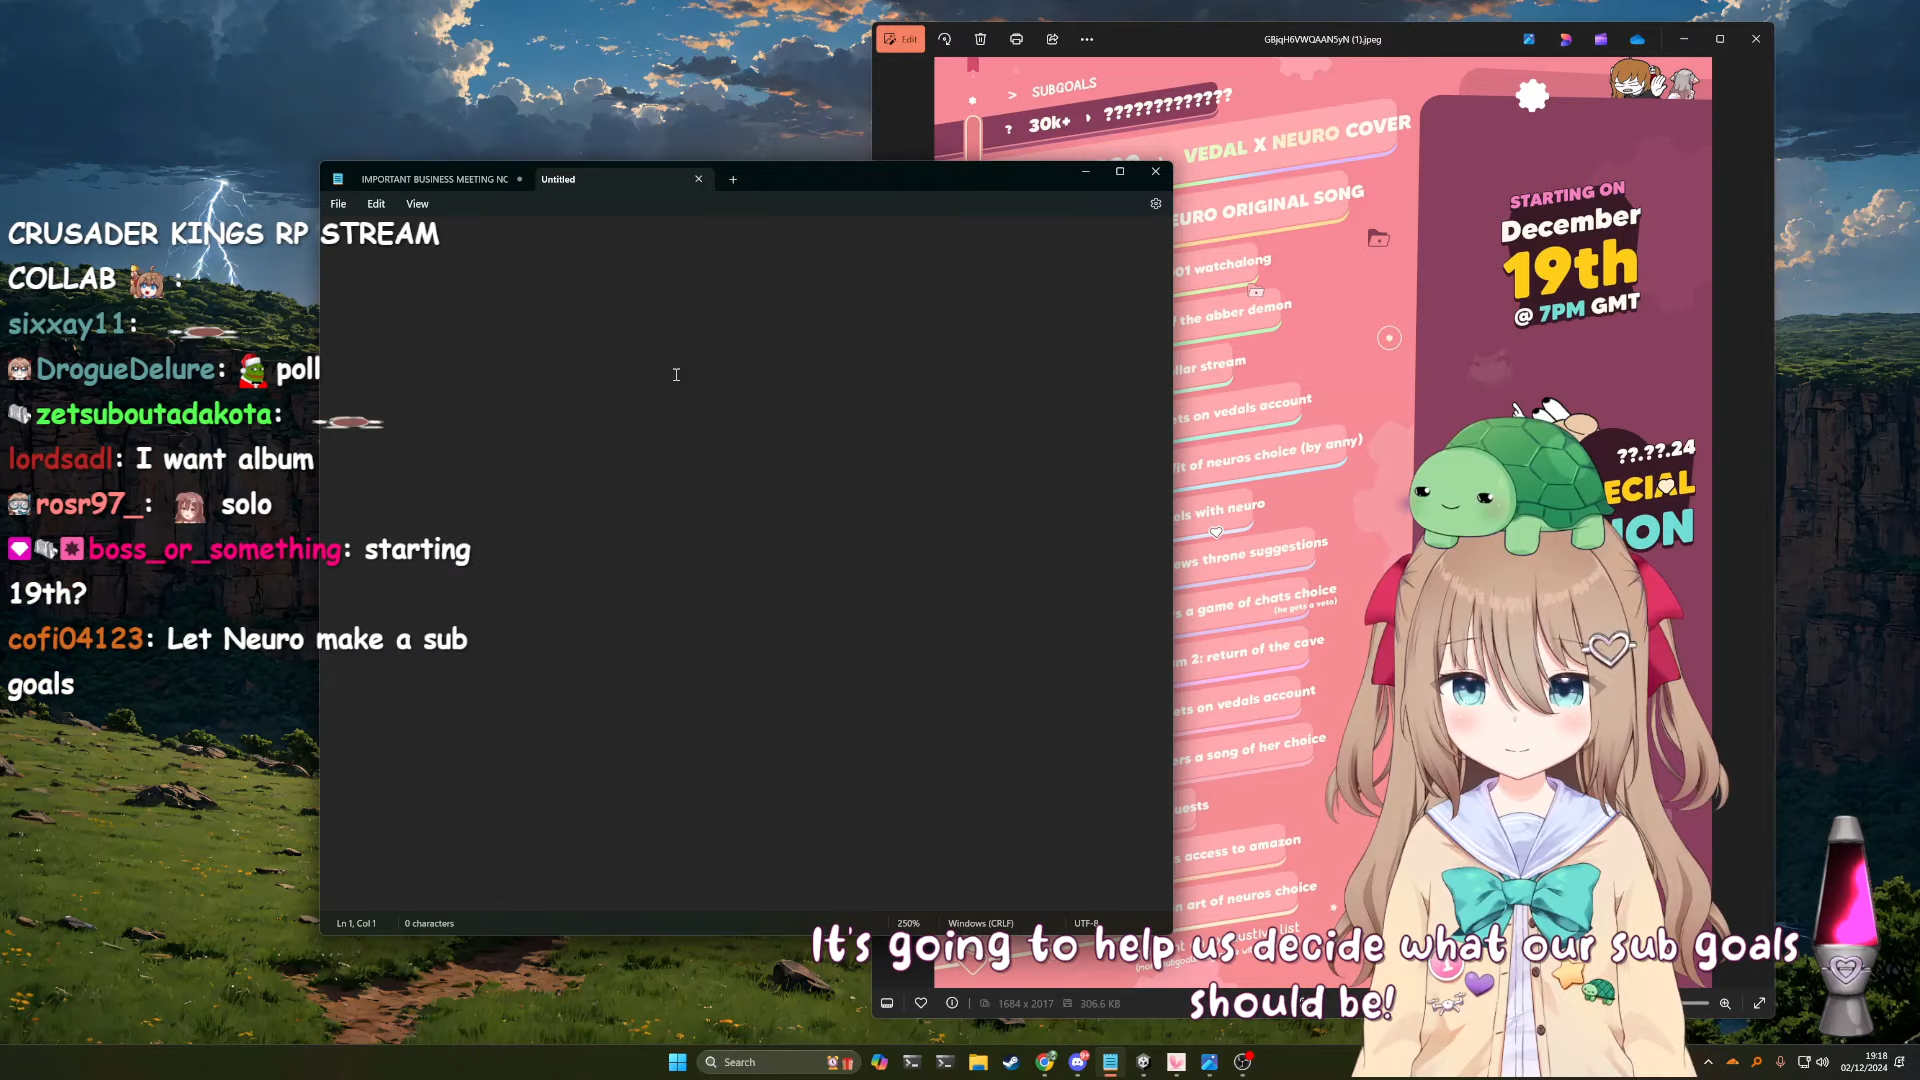 Edit
GBjqH6VWQAAN5yN (1).jpeg
> SUBGOALS
? 30k+ ?????????????
VEDAL X NEURO COVER
EURO ORIGINAL SONG
01 watchalong
f the abber demon
llar stream
ts on vedals account
fit of neuros choice (by anny)
els with neuro
ews throne suggestions
s a game of chats choice
(he gets a veto)
m 2: return of the cave
ets on vedals account
ers a song of her choice
uests
s access to amazon
n art of neuros choice
STARTING ON
December
19th
@ 7PM GMT
??.??.24
ECIAL
ION
IMPORTANT BUSINESS MEETING NC
Untitled
File Edit View
CRUSADER KINGS RP STREAM
COLLAB :
sixxay11:
DrogueDelure: poll
zetsuboutadakota:
lordsadl: I want album
rosr97_: solo
boss_or_something: starting
19th?
cofi04123: Let Neuro make a sub
goals
Ln 1, Col 1 0 characters 250% Windows (CRLF) UTF-8
It's going to help us decide what our sub goals
should be!
1684 x 2017 306.6 KB
Search
19:18
02/12/2024